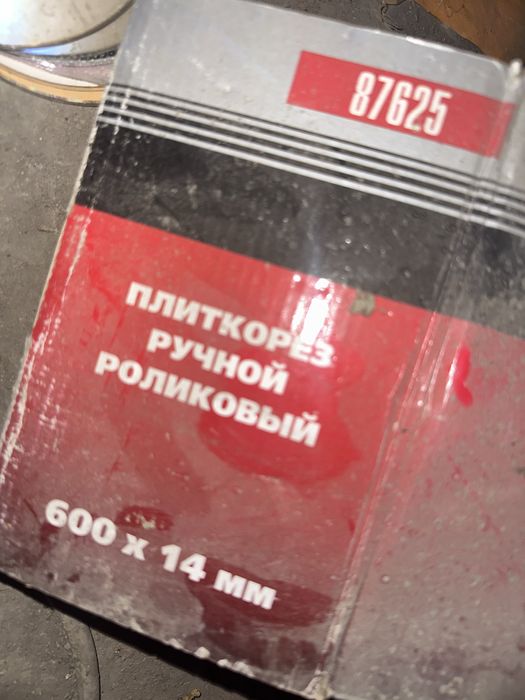 87625
ПЛИТКОРЕЗ
РУЧНОЙ
РОЛИКОВЫЙ
600 х 14 мм